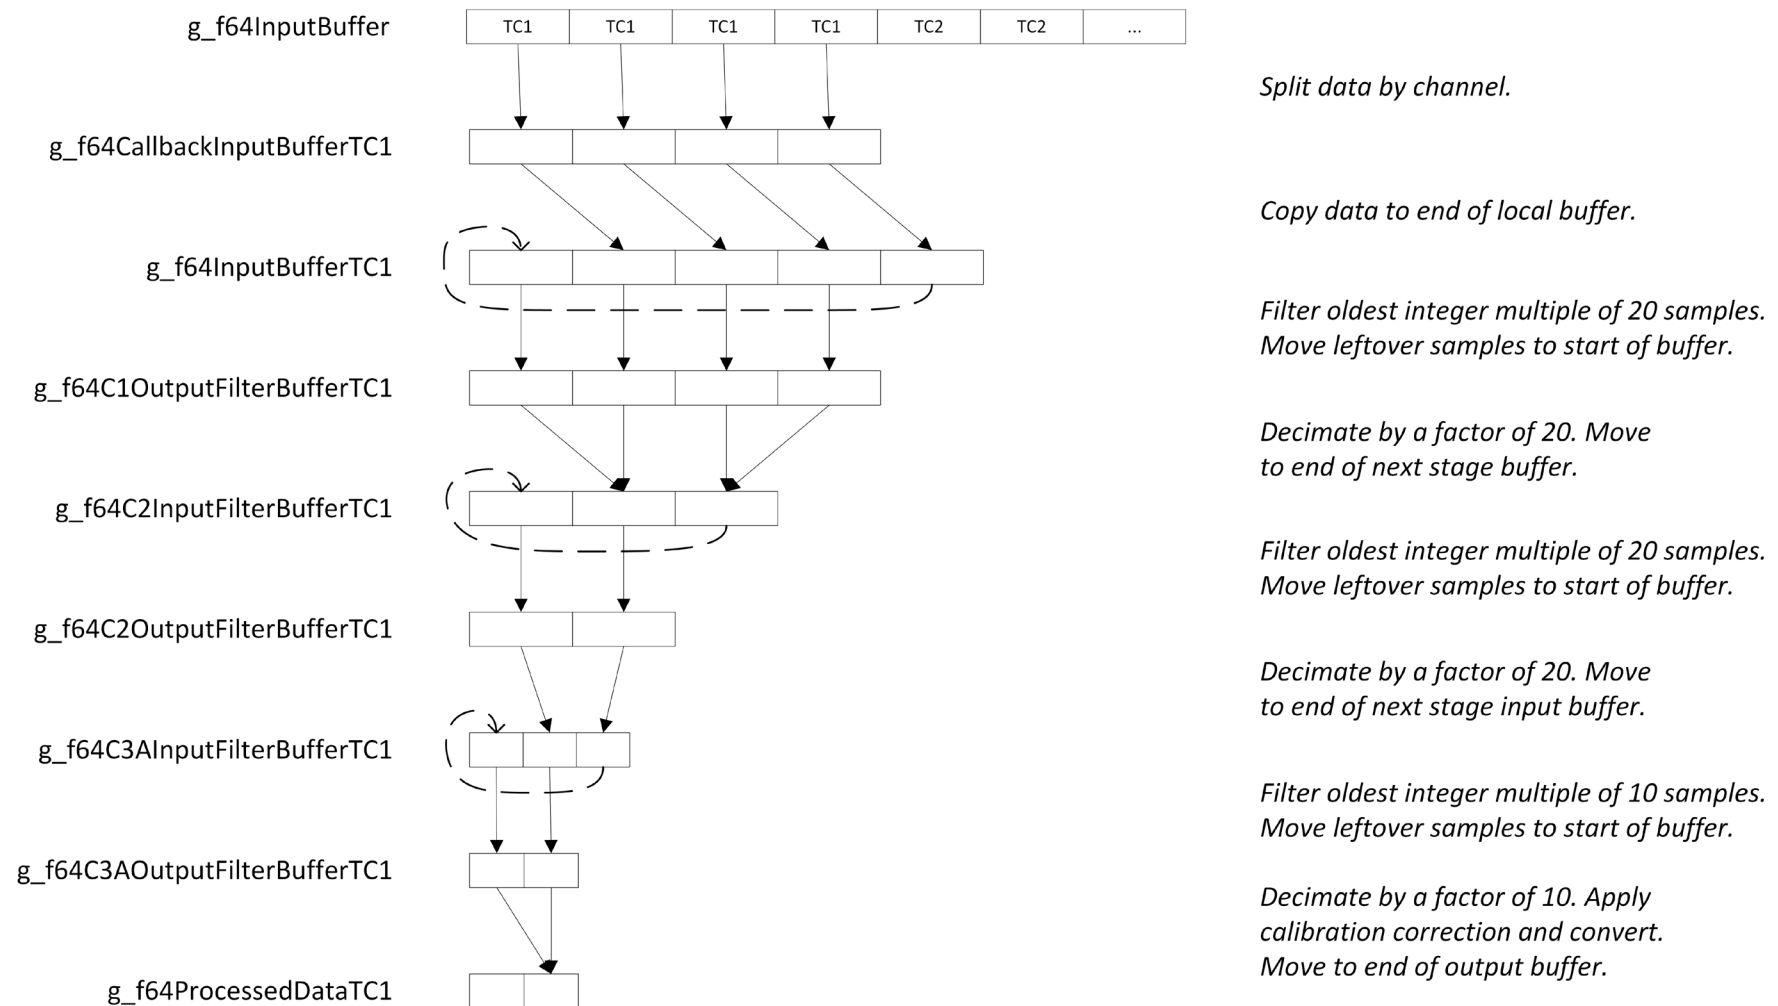 g_f64InputBuffer
TC1 TC1 TC1 TC1 TC2 TC2 ...
Split data by channel.
g_f64CallbackInputBufferTC1
Copy data to end of local buffer.
g_f64InputBufferTC1
Filter oldest integer multiple of 20 samples.
Move leftover samples to start of buffer.
g_f64C1OutputFilterBufferTC1
Decimate by a factor of 20. Move
to end of next stage buffer.
g_f64C2InputFilterBufferTC1
Filter oldest integer multiple of 20 samples.
Move leftover samples to start of buffer.
g_f64C2OutputFilterBufferTC1
Decimate by a factor of 20. Move
to end of next stage input buffer.
g_f64C3AInputFilterBufferTC1
Filter oldest integer multiple of 10 samples.
Move leftover samples to start of buffer.
g_f64C3AOutputFilterBufferTC1
Decimate by a factor of 10. Apply
calibration correction and convert.
Move to end of output buffer.
g_f64ProcessedDataTC1